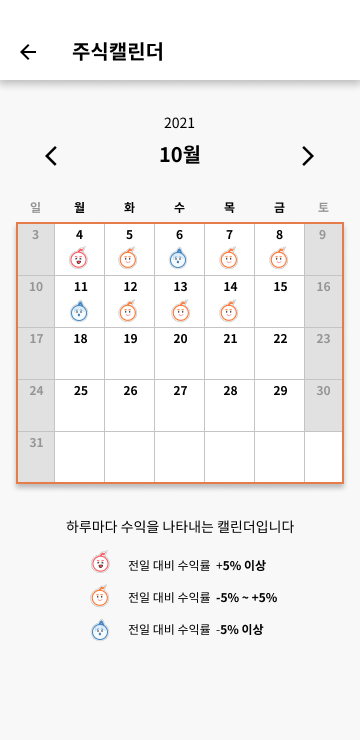 주식캘린더
2021
10월
일 월 화 수 목 금 토
3 4 5 6 7 8 9
10 11 12 13 14 15 16
17 18 19 20 21 22 23
24 25 26 27 28 29 30
31
하루마다 수익을 나타내는 캘린더입니다
전일 대비 수익률 +5% 이상
전일 대비 수익률 -5% ~ +5%
전일 대비 수익률 -5% 이상